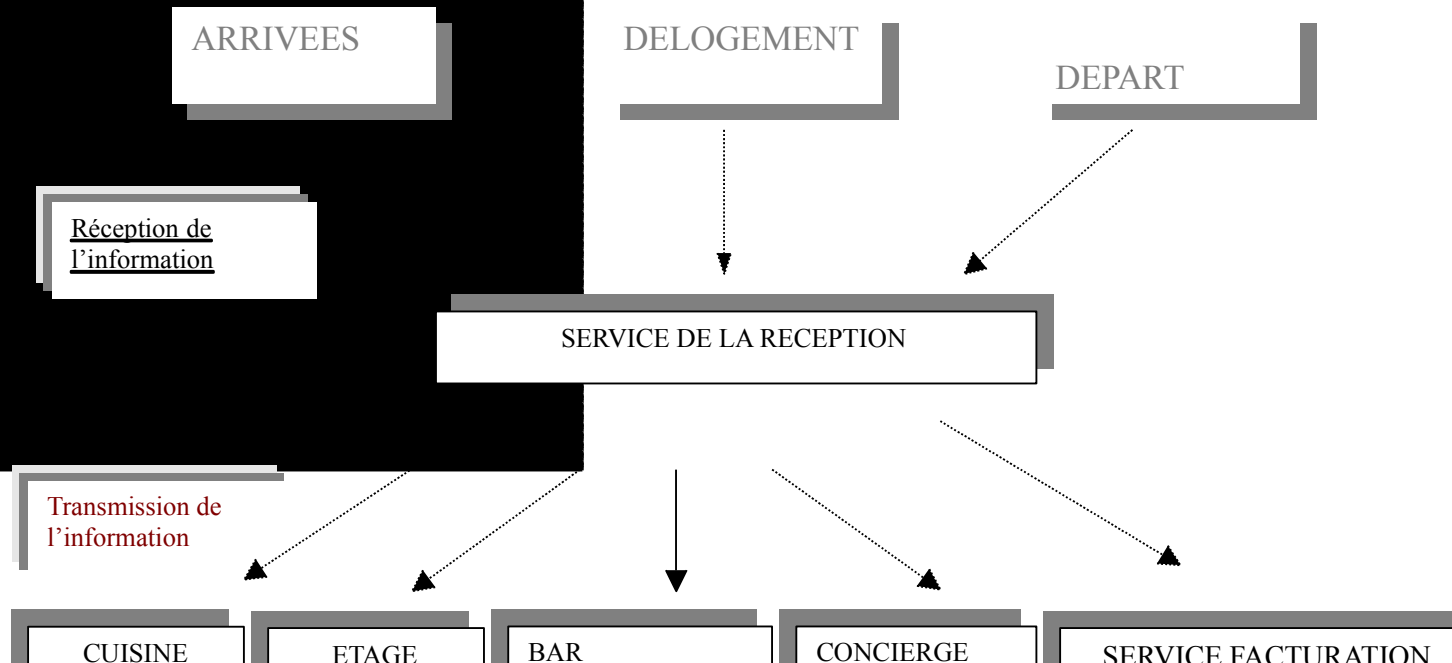 ARRIVEES
DELOGEMENT
DEPART
Réception de
l’information
SERVICE DE LA RECEPTION
Transmission de
l’information
CUISINE
ETAGE
BAR
CONCIERGE
SERVICE FACTURATION